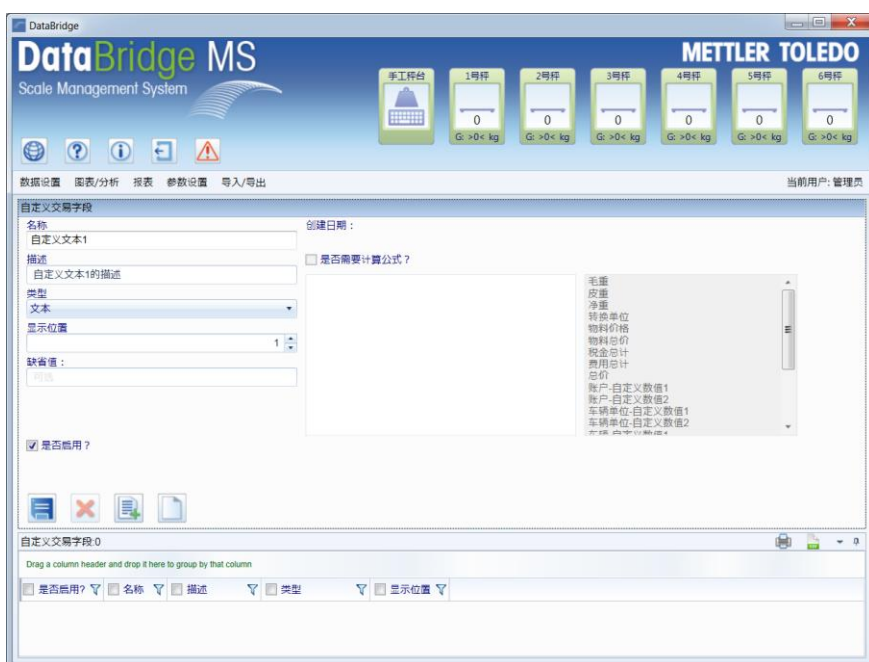 DataBridge
DataBridge MS
Scale Management System
METTLER TOLEDO
手工秤台
1号秤
2号秤
3号秤
4号秤
5号秤
6号秤
0
0
0
0
0
0
G: >0< kg
G: >0< kg
G: >0< kg
G: >0< kg
G: >0< kg
G: >0< kg
数据设置 图表/分析 报表 参数设置 导入/导出
当前用户: 管理员
自定义交易字段
名称
自定义文本1
创建日期：
描述
自定义文本1的描述
是否需要计算公式？
类型
文本
显示位置
1
缺省值：
可选
毛重
皮重
净重
转换单位
物料价格
物料总价
税金总计
费用总计
总价
账户-自定义数值1
账户-自定义数值2
车辆单位-自定义数值1
车辆单位-自定义数值2
车辆-自定义数值1
是否启用？
自定义交易字段:0
Drag a column header and drop it here to group by that column
是否启用? 名称 描述 类型 显示位置